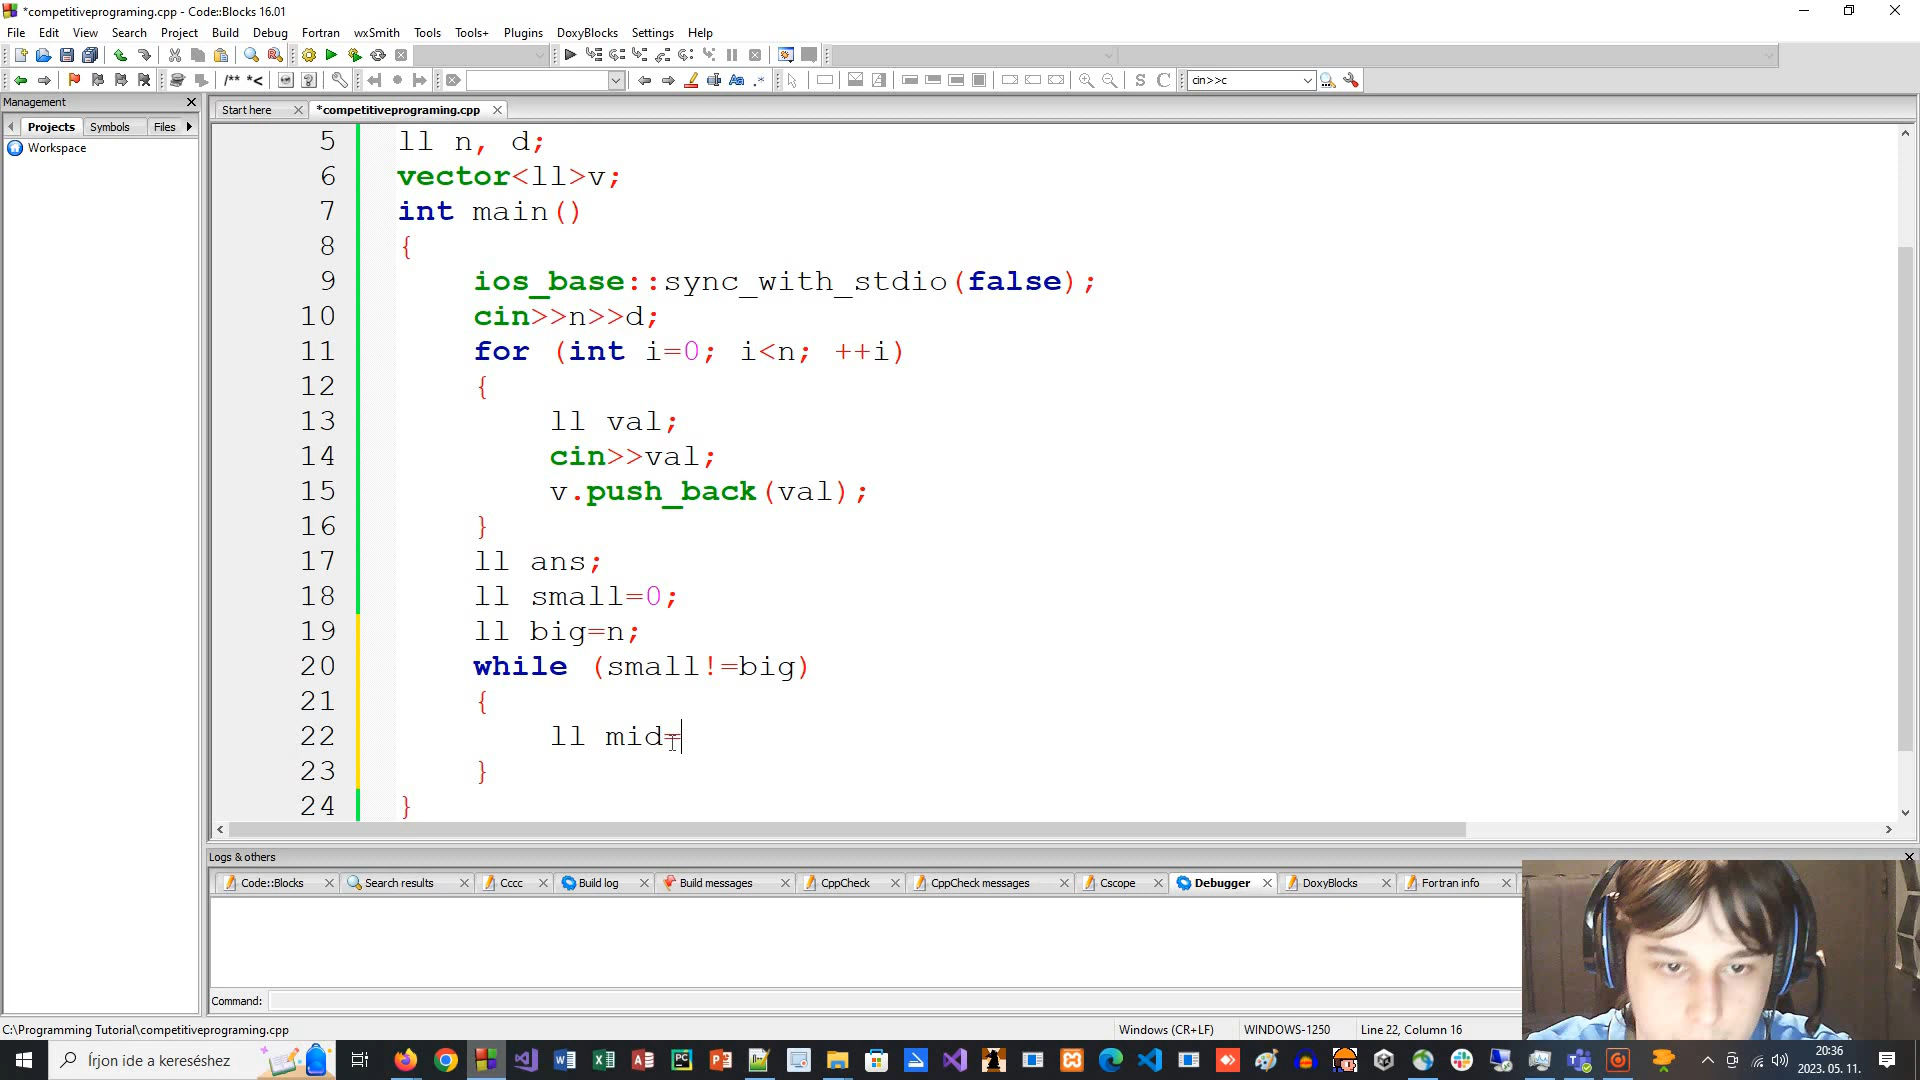 *competitiveprograming.cpp - Code::Blocks 16.01
File Edit View Search Project Build Debug Fortran wxSmith Tools Tools+ Plugins DoxyBlocks Settings Help
/** *< S C cin>>c
Management
Projects Symbols Files
Workspace
Start here *competitiveprograming.cpp
5 ll n, d;
6 vector<ll>v;
7 int main()
8 {
9 ios_base::sync_with_stdio(false);
10 cin>>n>>d;
11 for (int i=0; i<n; ++i)
12 {
13 ll val;
14 cin>>val;
15 v.push_back(val);
16 }
17 ll ans;
18 ll small=0;
19 ll big=n;
20 while (small!=big)
21 {
22 ll mid=
23 }
24 }
Logs & others
Code::Blocks Search results Cccc Build log Build messages CppCheck CppCheck messages Cscope Debugger DoxyBlocks Fortran info
Command:
C:\Programming Tutorial\competitiveprograming.cpp Windows (CR+LF) WINDOWS-1250 Line 22, Column 16
Írjon ide a kereséshez
20:36
2023. 05. 11.